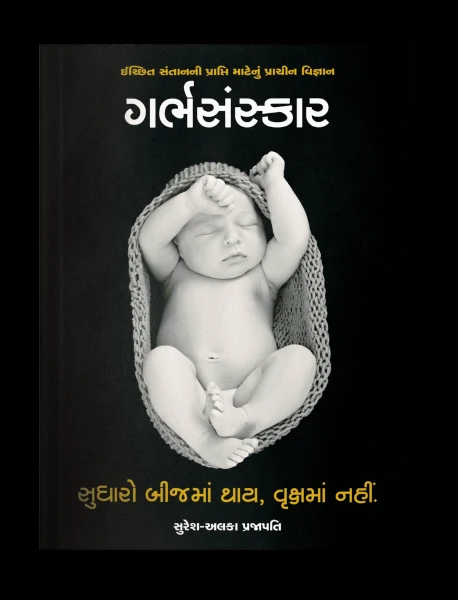 ઈચ્છિત સંતાનની પ્રાપ્તિ માટેનું પ્રાચીન વિજ્ઞાન
ગર્ભસંસ્કાર
સુધારો બીજમાં થાય, વૃક્ષમાં નહીં.
સુરેશ-અલકા પ્રજાપતિ